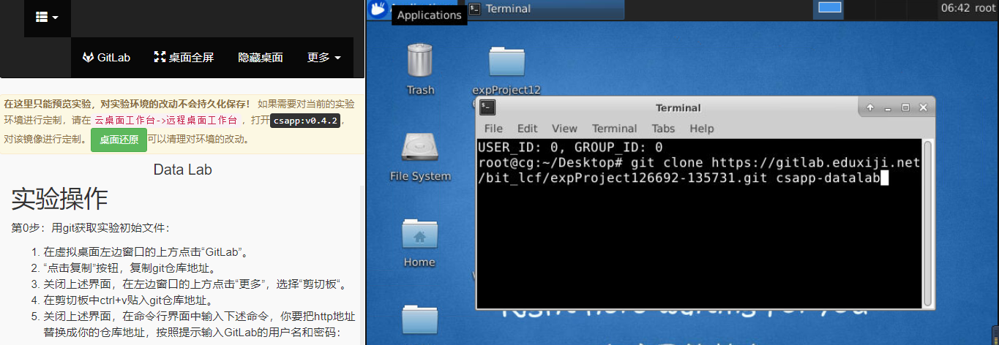 GitLab
桌面全屏
隐藏桌面
更多
在这里只能预览实验，对实验环境的改动不会持久化保存！ 如果需要对当前的实验
环境进行定制，请在 云桌面工作台->远程桌面工作台 ，打开 csapp:v0.4.2，
对该镜像进行定制。 桌面还原 可以清理对环境的改动。
Data Lab
实验操作
第0步：用git获取实验初始文件：
1. 在虚拟桌面左边窗口的上方点击“GitLab”。
2. “点击复制”按钮，复制git仓库地址。
3. 关闭上述界面，在左边窗口的上方点击“更多”，选择“剪切板“。
4. 在剪切板中ctrl+v贴入git仓库地址。
5. 关闭上述界面，在命令行界面中输入下述命令，你要把http地址
替换成你的仓库地址，按照提示输入GitLab的用户名和密码：
Applications
Terminal
06:42 root
Trash
expProject12
File System
Home
Terminal
File Edit View Terminal Tabs Help
USER_ID: 0, GROUP_ID: 0
root@cg:~/Desktop# git clone https://gitlab.eduxiji.net
/bit_lcf/expProject126692-135731.git csapp-datalab